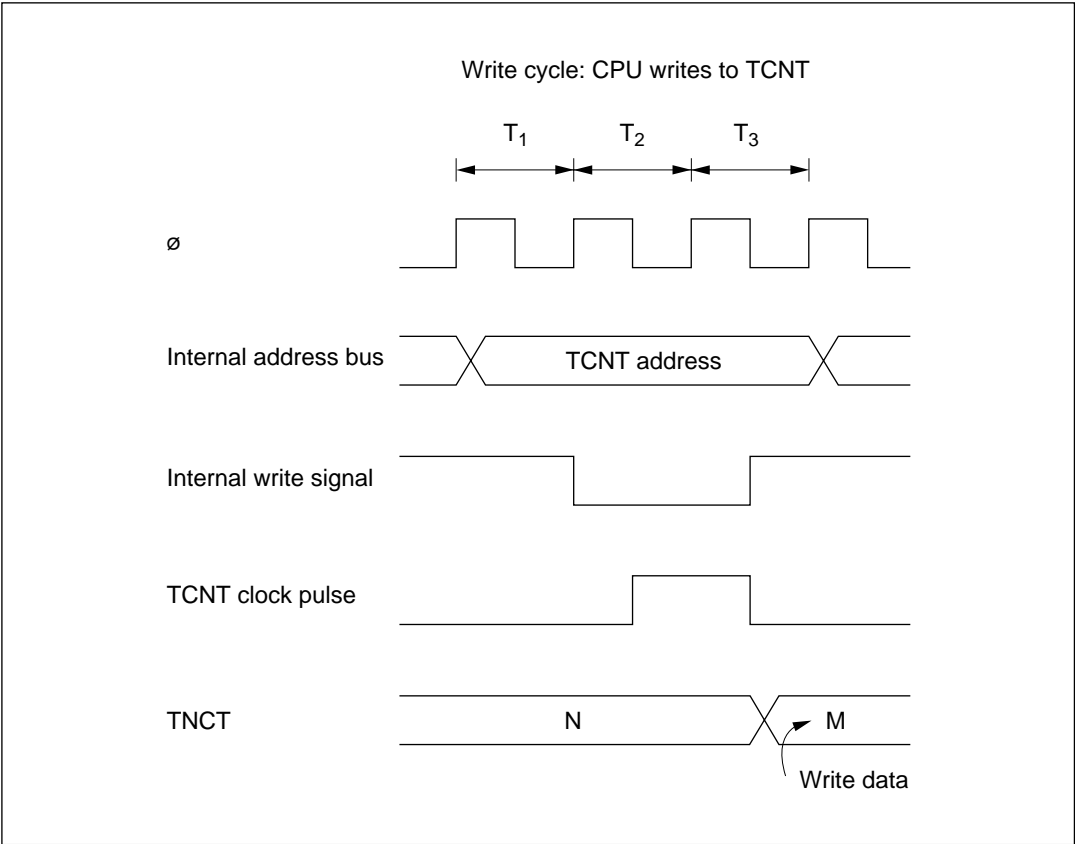 Write cycle: CPU writes to TCNT
T1 T2 T3
ø
Internal address bus TCNT address
Internal write signal
TCNT clock pulse
TNCT N M
Write data